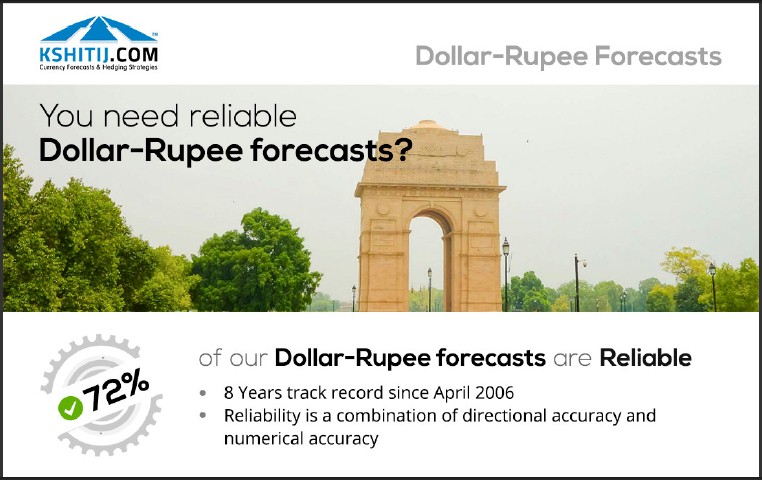 KSHITIJ.COM
TM
Currency Forecasts & Hedging Strategies
Dollar-Rupee Forecasts
You need reliable
Dollar-Rupee forecasts?
72%
of our Dollar-Rupee forecasts are Reliable
• 8 Years track record since April 2006
• Reliability is a combination of directional accuracy and
numerical accuracy